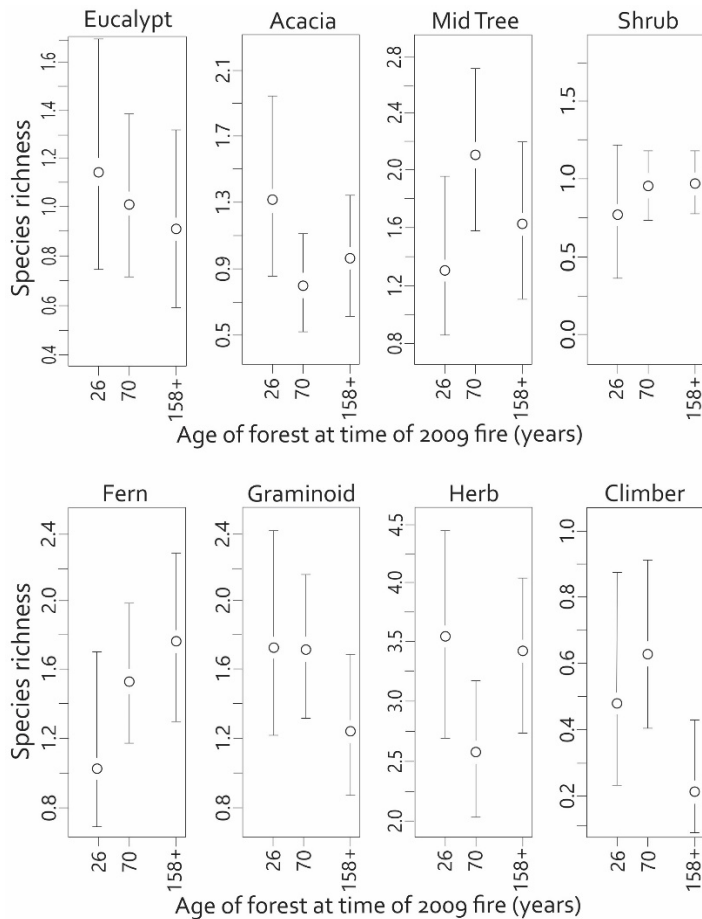 Eucalypt Acacia Mid Tree Shrub
Species richness
0.4 0.6 0.8 1.0 1.2 1.4 1.6
0.5 0.9 1.3 1.7 2.1
0.8 1.2 1.6 2.0 2.4 2.8
0.0 0.5 1.0 1.5
26 70 158+ 26 70 158+ 26 70 158+ 26 70 158+
Age of forest at time of 2009 fire (years)
Fern Graminoid Herb Climber
Species richness
0.8 1.2 1.6 2.0 2.4
0.8 1.2 1.6 2.0 2.4
2.0 2.5 3.0 3.5 4.0 4.5
0.2 0.4 0.6 0.8 1.0
26 70 158+ 26 70 158+ 26 70 158+ 26 70 158+
Age of forest at time of 2009 fire (years)